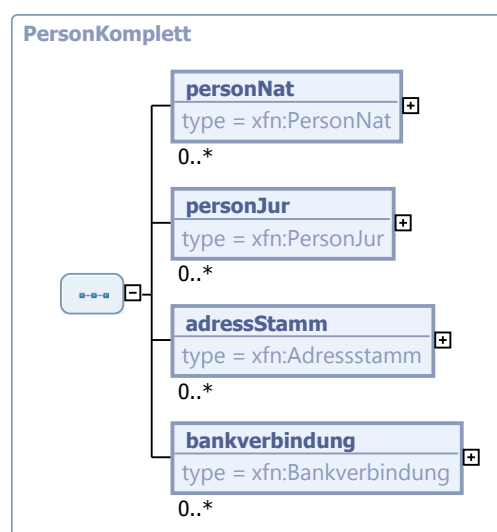 PersonKomplett
personNat
type = xfn:PersonNat
0..*
personJur
type = xfn:PersonJur
0..*
adressStamm
type = xfn:Adressstamm
0..*
bankverbindung
type = xfn:Bankverbindung
0..*